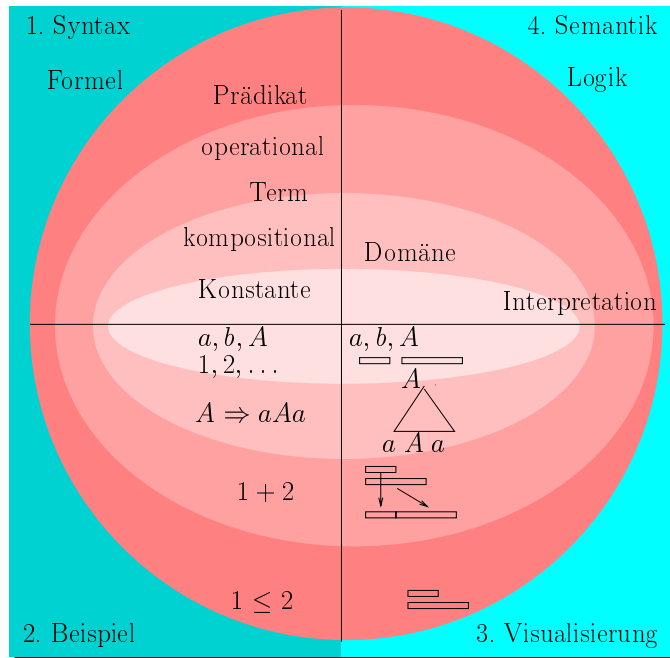 1. Syntax
4. Semantik
Formel
Logik
Prädikat
operational
Term
kompositional
Domäne
Konstante
Interpretation
a, b, A
a, b, A
1, 2, . . .
A
A ⇒ aAa
a A a
1 + 2
1 ≤ 2
2. Beispiel
3. Visualisierung